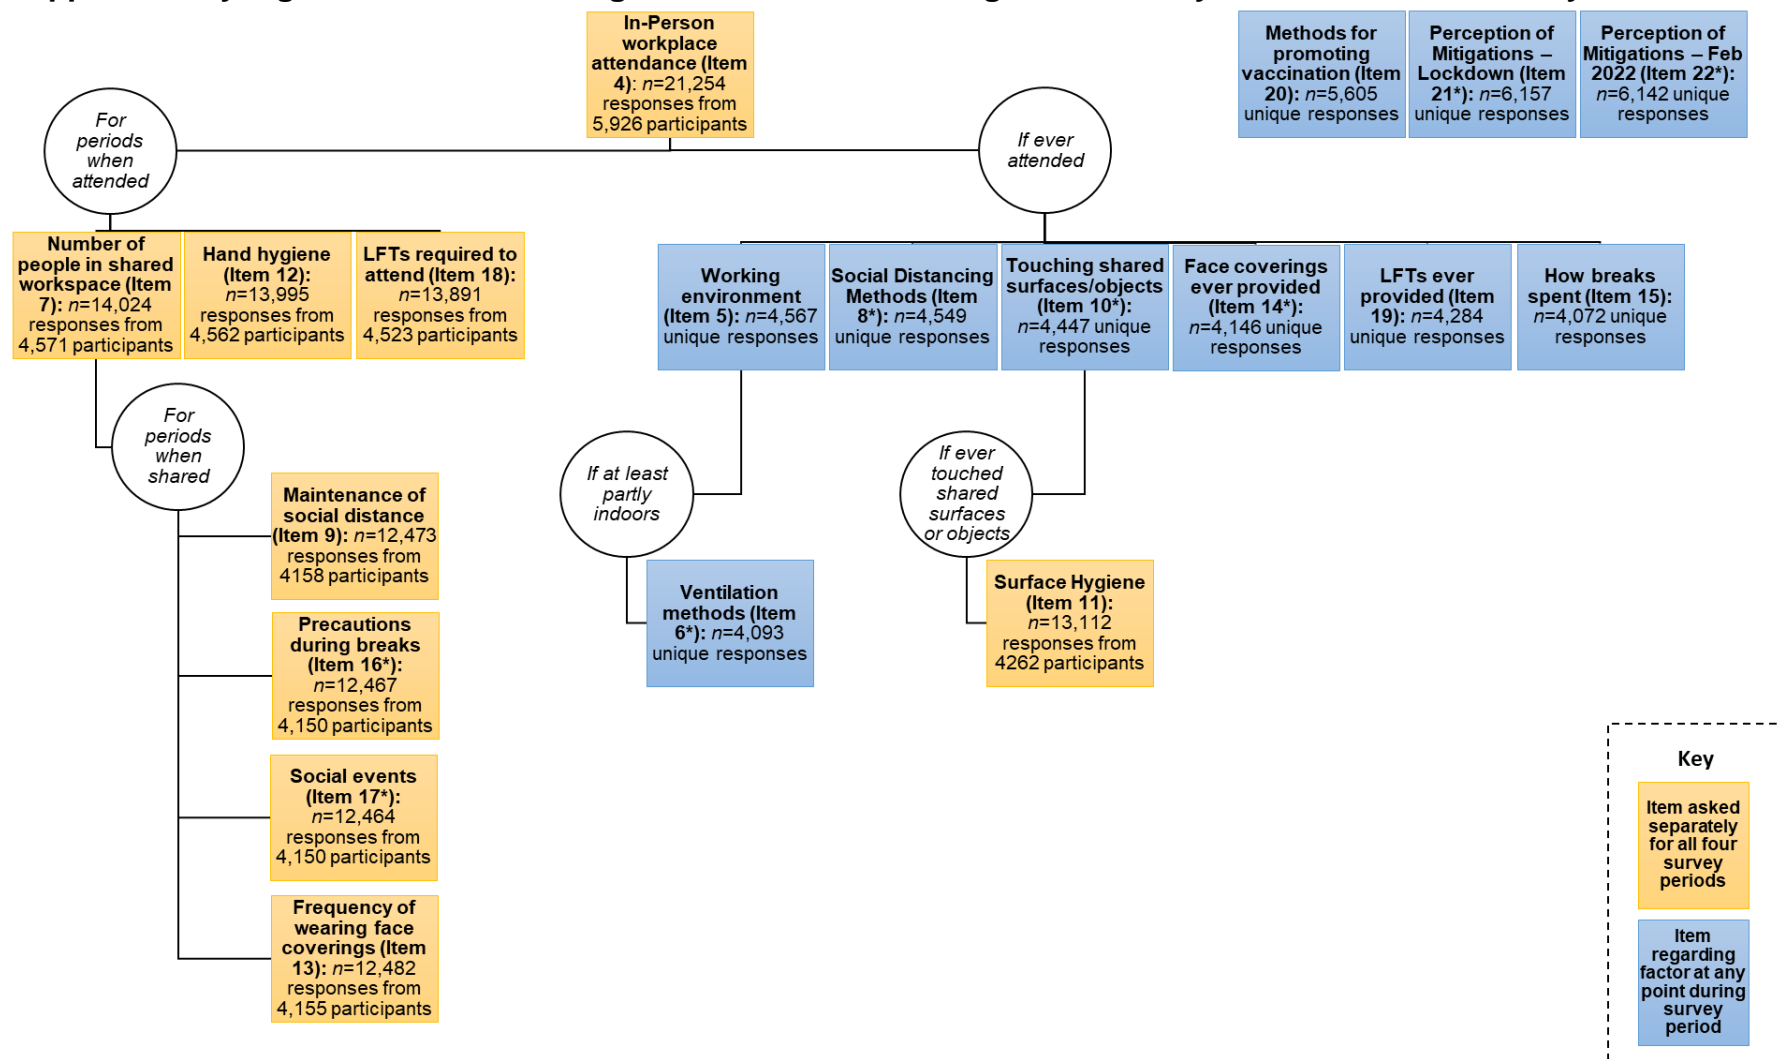 In-Person
workplace
attendance (Item
4): n=21,254
responses from
5,926 participants
Methods for
promoting
vaccination (Item
20): n=5,605
unique responses
Perception of
Mitigations –
Lockdown (Item
21*): n=6,157
unique responses
Perception of
Mitigations – Feb
2022 (Item 22*):
n=6,142 unique
responses
For
periods
when
attended
If ever
attended
Number of
people in shared
workspace (Item
7): n=14,024
responses from
4,571 participants
Hand hygiene
(Item 12):
n=13,995
responses from
4,562 participants
LFTs required to
attend (Item 18):
n=13,891
responses from
4,523 participants
Working
environment
(Item 5): n=4,567
unique responses
Social Distancing
Methods (Item
8*): n=4,549
unique responses
Touching shared
surfaces/objects
(Item 10*):
n=4,447 unique
responses
Face coverings
ever provided
(Item 14*):
n=4,146 unique
responses
LFTs ever
provided (Item
19): n=4,284
unique responses
How breaks
spent (Item 15):
n=4,072 unique
responses
For
periods
when
shared
If at least
partly
indoors
If ever
touched
shared
surfaces
or objects
Maintenance of
social distance
(Item 9): n=12,473
responses from
4158 participants
Precautions
during breaks
(Item 16*):
n=12,467
responses from
4,150 participants
Social events
(Item 17*):
n=12,464
responses from
4,150 participants
Frequency of
wearing face
coverings (Item
13): n=12,482
responses from
4,155 participants
Ventilation
methods (Item
6*): n=4,093
unique responses
Surface Hygiene
(Item 11):
n=13,112
responses from
4262 participants
Key
Item asked
separately
for all four
survey
periods
Item
regarding
factor at any
point during
survey
period